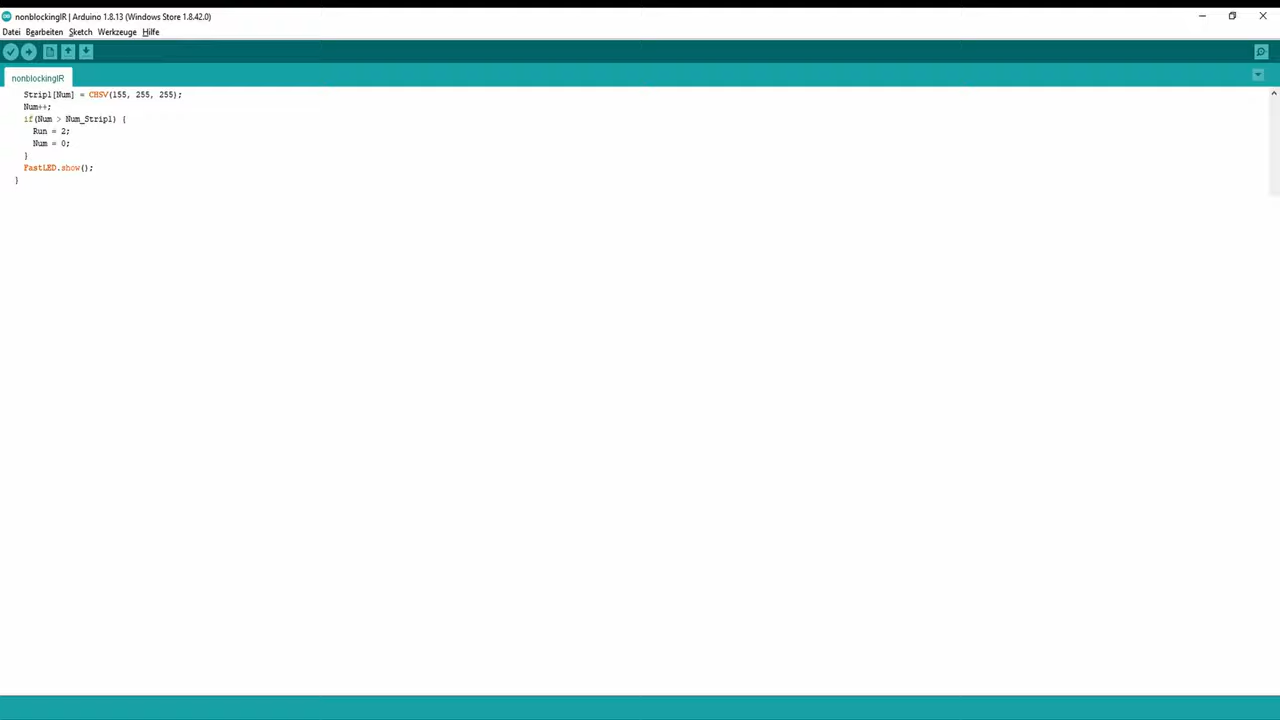 nonblockingIR | Arduino 1.8.13 (Windows Store 1.8.42.0)
Datei Bearbeiten Sketch Werkzeuge Hilfe
nonblockingIR
Strip1[Num] = CHSV(155, 255, 255);
Num++;
if(Num > Num_Strip1) {
Run = 2;
Num = 0;
}
FastLED.show();
}